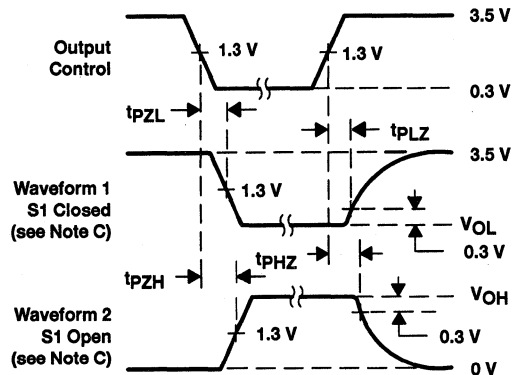 3.5 V
Output
Control
1.3 V
1.3 V
0.3 V
tPZL
tPLZ
3.5 V
Waveform 1
S1 Closed
(see Note C)
1.3 V
VOL
0.3 V
tPZH
tPHZ
VOH
Waveform 2
S1 Open
(see Note C)
1.3 V
0.3 V
0 V